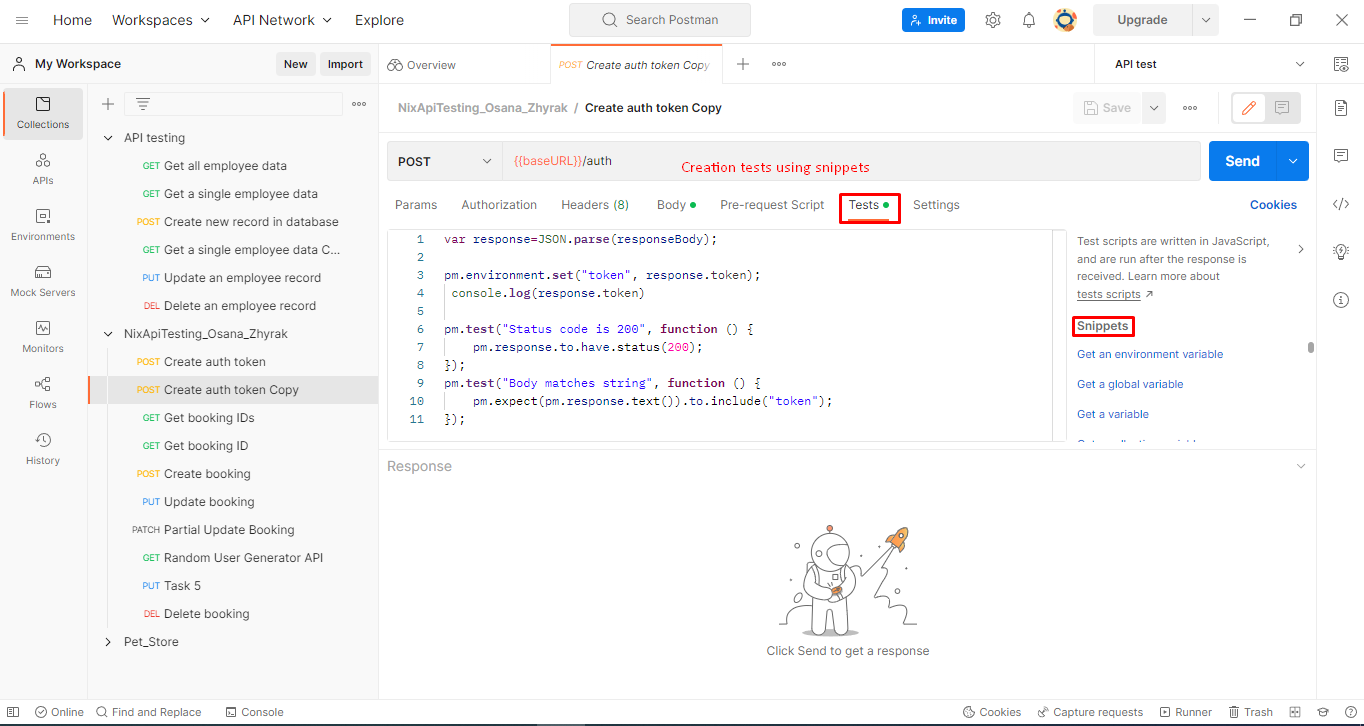 Home Workspaces API Network Explore Search Postman Invite Upgrade
My Workspace New Import Overview POST Create auth token Copy API test
NixApiTesting_Osana_Zhyrak / Create auth token Copy Save
Collections
APIs
Environments
Mock Servers
Monitors
Flows
History
API testing
GET Get all employee data
GET Get a single employee data
POST Create new record in database
GET Get a single employee data C...
PUT Update an employee record
DEL Delete an employee record
NixApiTesting_Osana_Zhyrak
POST Create auth token
POST Create auth token Copy
GET Get booking IDs
GET Get booking ID
POST Create booking
PUT Update booking
PATCH Partial Update Booking
GET Random User Generator API
PUT Task 5
DEL Delete booking
Pet_Store
POST {{baseURL}}/auth Creation tests using snippets Send
Params Authorization Headers (8) Body Pre-request Script Tests Settings Cookies
1 var response=JSON.parse(responseBody);
2
3 pm.environment.set("token", response.token);
4 console.log(response.token)
5
6 pm.test("Status code is 200", function () {
7 pm.response.to.have.status(200);
8 });
9 pm.test("Body matches string", function () {
10 pm.expect(pm.response.text()).to.include("token");
11 });
Test scripts are written in JavaScript,
and are run after the response is
received. Learn more about
tests scripts
Snippets
Get an environment variable
Get a global variable
Get a variable
Response
Click Send to get a response
Online Find and Replace Console Cookies Capture requests Runner Trash